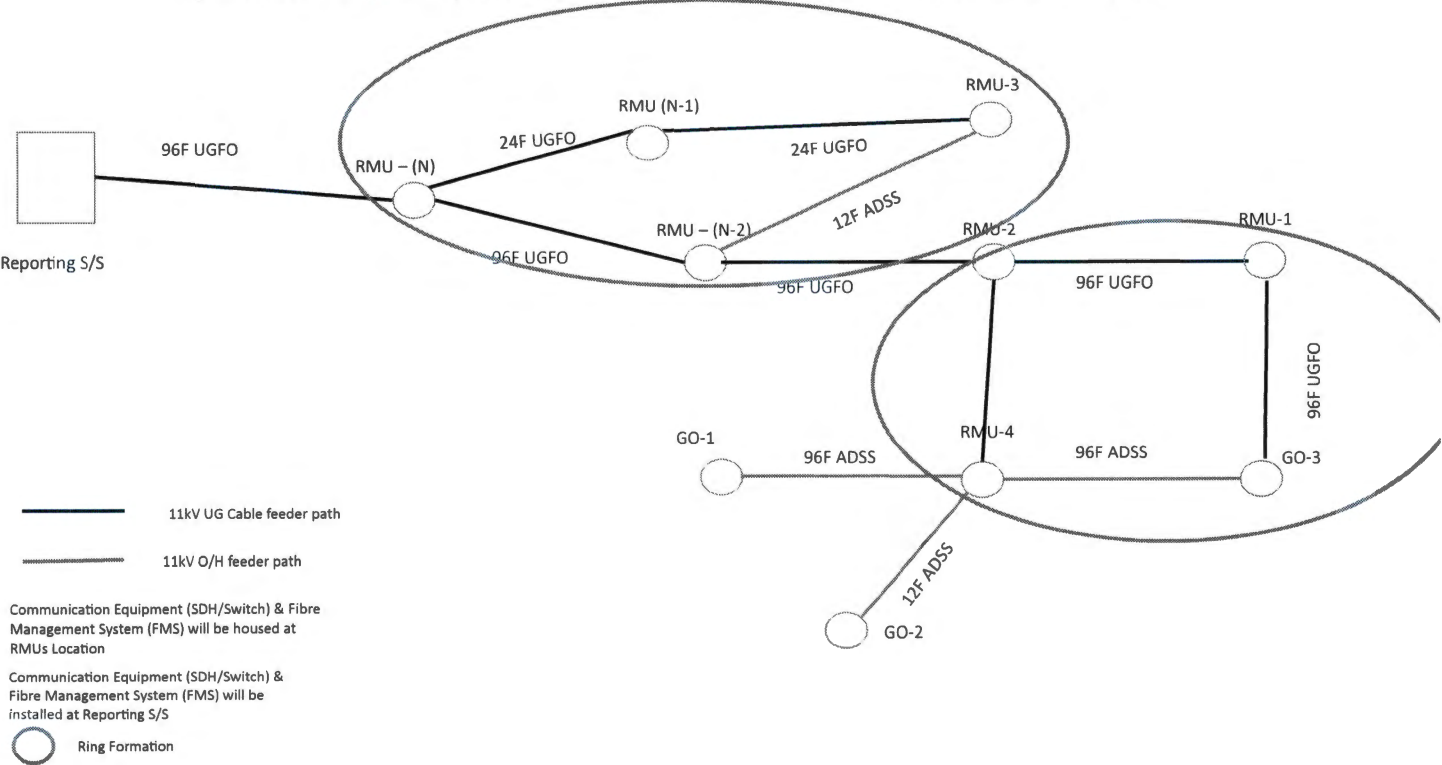 RMU-3
RMU (N-1)
96F UGFO
24F UGFO
24F UGFO
RMU – (N)
12F ADSS
RMU – (N-2)
RMU-2
RMU-1
Reporting S/S
96F UGFO
96F UGFO
96F UGFO
96F UGFO
GO-1
RMU-4
96F ADSS
96F ADSS
GO-3
11kV UG Cable feeder path
11kV O/H feeder path
12F ADSS
Communication Equipment (SDH/Switch) & Fibre
Management System (FMS) will be housed at
RMUs Location
GO-2
Communication Equipment (SDH/Switch) &
Fibre Management System (FMS) will be
installed at Reporting S/S
Ring Formation